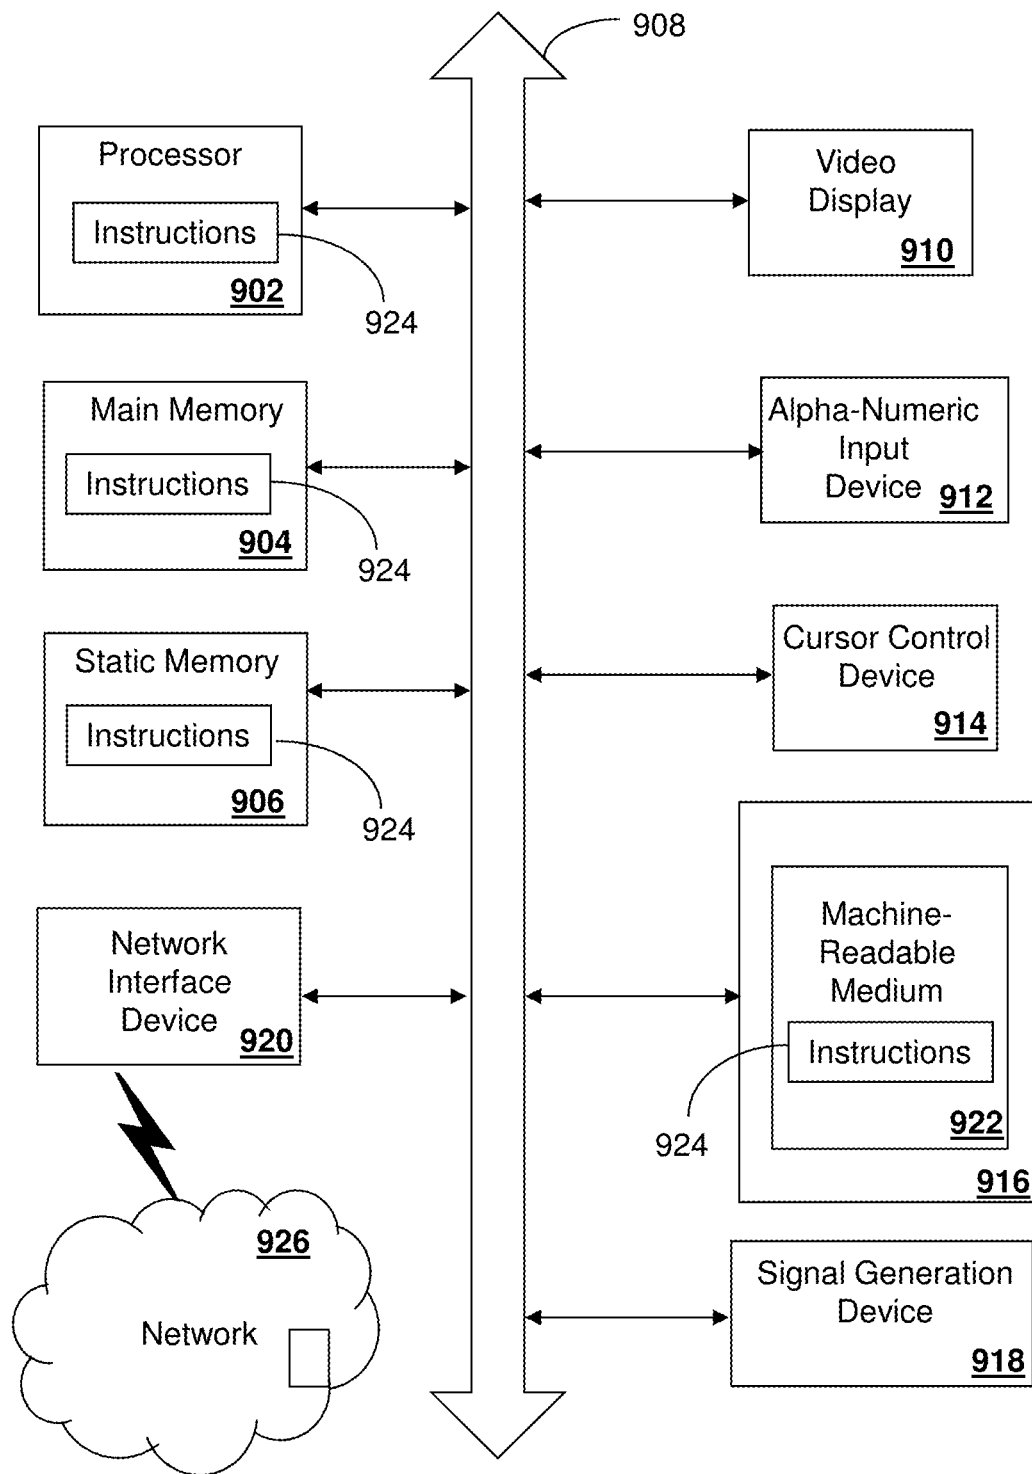 908
Processor
Instructions
902
924
Main Memory
Instructions
904
924
Static Memory
Instructions
906
924
Network
Interface
Device
920
926
Network
Video
Display
910
Alpha-Numeric
Input
Device
912
Cursor Control
Device
914
Machine-
Readable
Medium
Instructions
924
922
916
Signal Generation
Device
918